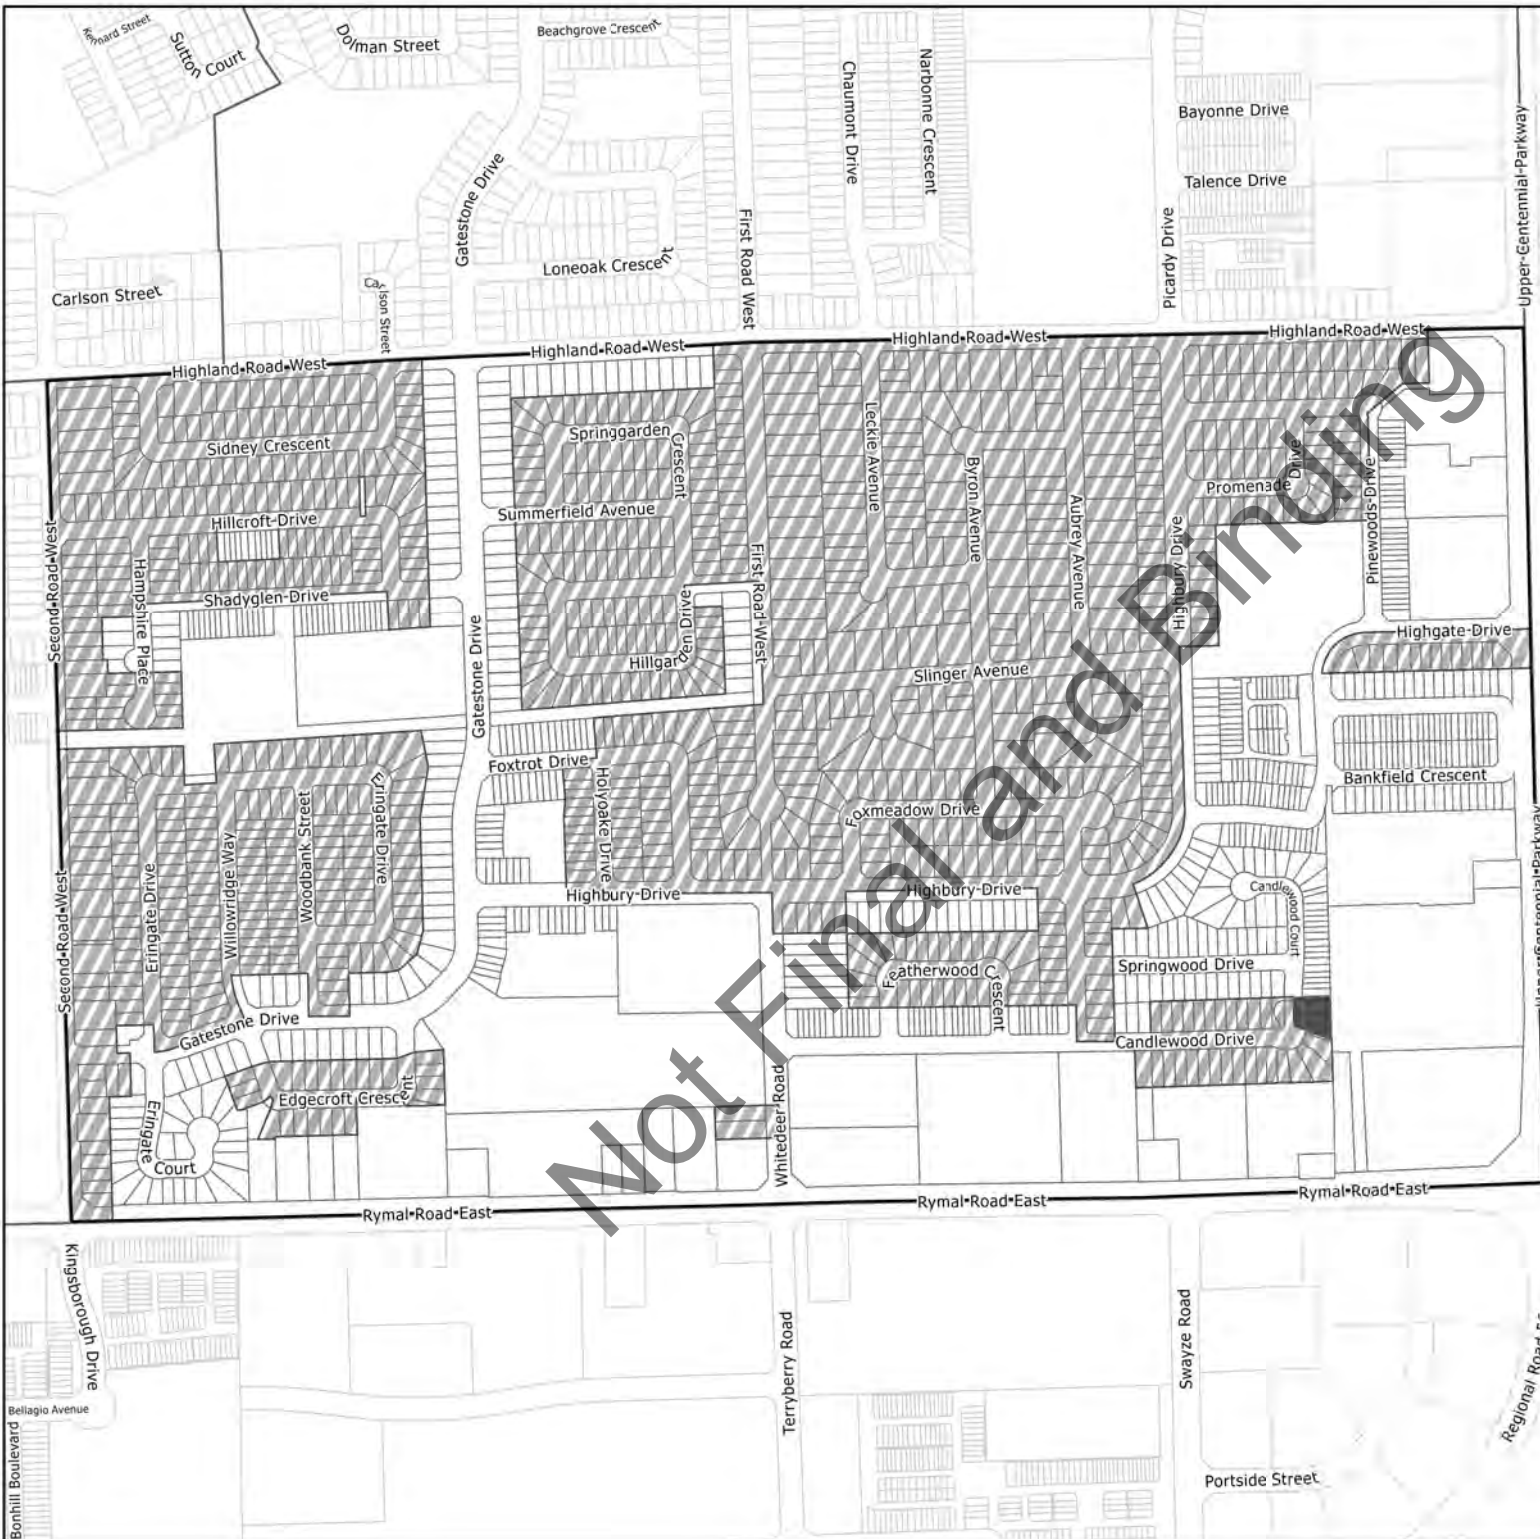 Kennard Street
Sutton Court
Dolman Street
Beachgrove Crescent
Chaumont Drive
Narbonne Crescent
Bayonne Drive
Talence Drive
Upper-Centennial-Parkway
Gatestone Drive
First Road West
Picardy Drive
Loneoak Crescent
Carlson Street
Carlson Street
Highland•Road•West
Highland•Road•West
Highland•Road•West
Highland•Road•West
Sidney Crescent
Springgarden Crescent
Leckie Avenue
Byron Avenue
Aubrey Avenue
Promenade Drive
Pinewoods•Drive
Second•Road•West
Hillcroft•Drive
Summerfield Avenue
First•Road•West
Highbury Drive
Hampshire Place
Shadyglen•Drive
Gatestone Drive
Hillgarden Drive
Slinger Avenue
Highgate•Drive
Foxtrot Drive
Holyoake Drive
Bankfield Crescent
Foxmeadow Drive
Eringate Drive
Willowridge Way
Woodbank Street
Eringate Drive
Second•Road•West
Highbury•Drive
Highbury•Drive
Candlewood Court
Featherwood Crescent
Springwood Drive
Gatestone Drive
Candlewood Drive
Edgecroft Crescent
Eringate Court
Whitedeer Road
Rymal•Road•East
Rymal•Road•East
Rymal•Road•East
Kingsborough Drive
Terryberry Road
Swayze Road
Bellagio Avenue
Bonhill Boulevard
Portside Street
Regional Road
Not Final and Binding